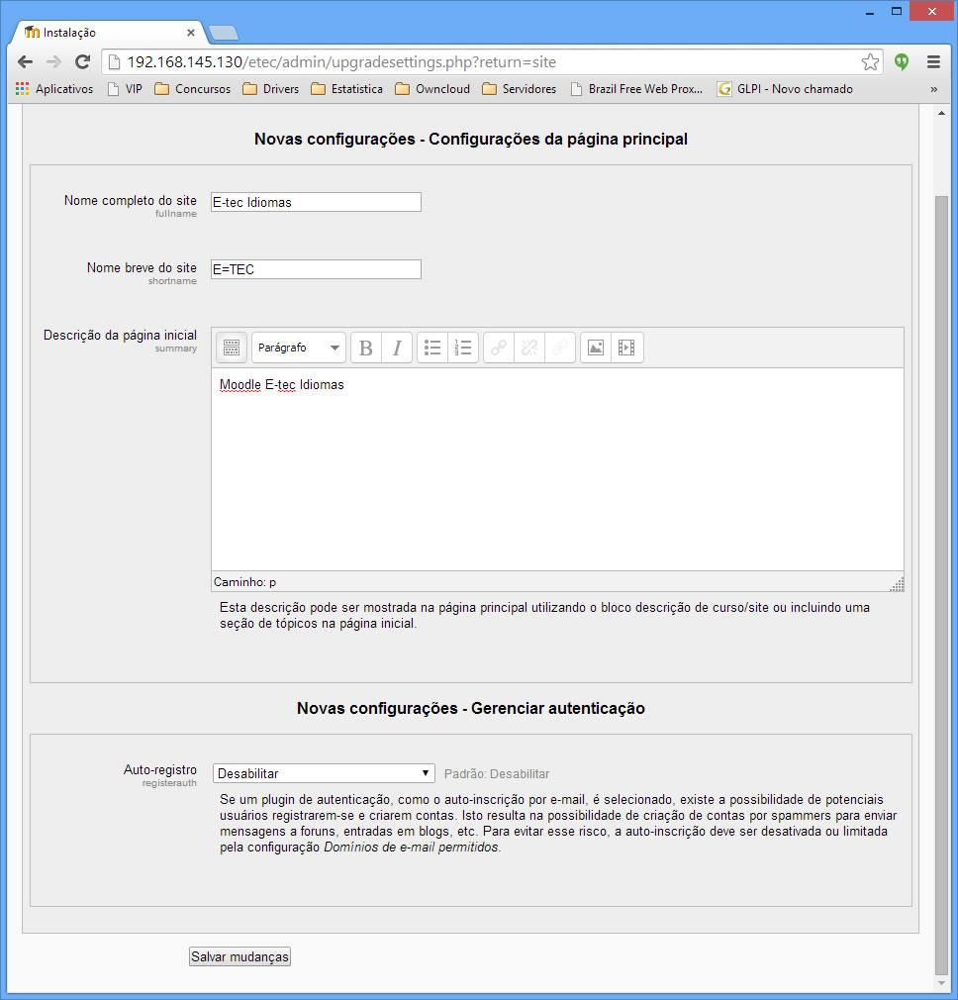 Instalação
192.168.145.130/etec/admin/upgradesettings.php?return=site
Aplicativos VIP Concursos Drivers Estatistica Owncloud Servidores Brazil Free Web Prox... GLPI - Novo chamado »
Novas configurações - Configurações da página principal
Nome completo do site E-tec Idiomas
fullname
Nome breve do site E=TEC
shortname
Descrição da página inicial
summary
Parágrafo B I
Moodle E-tec Idiomas
Caminho: p
Esta descrição pode ser mostrada na página principal utilizando o bloco descrição de curso/site ou incluindo uma
seção de tópicos na página inicial.
Novas configurações - Gerenciar autenticação
Auto-registro Desabilitar Padrão: Desabilitar
registerauth
Se um plugin de autenticação, como o auto-inscrição por e-mail, é selecionado, existe a possibilidade de potenciais
usuários registrarem-se e criarem contas. Isto resulta na possibilidade de criação de contas por spammers para enviar
mensagens a foruns, entradas em blogs, etc. Para evitar esse risco, a auto-inscrição deve ser desativada ou limitada
pela configuração Domínios de e-mail permitidos.
Salvar mudanças